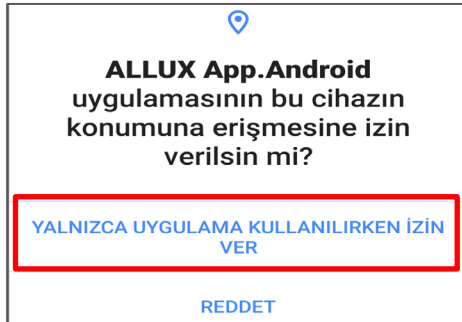 ALLUX App.Android
uygulamasının bu cihazın
konumuna erişmesine izin
verilsin mi?
YALNIZCA UYGULAMA KULLANILIRKEN İZİN
VER
REDDET